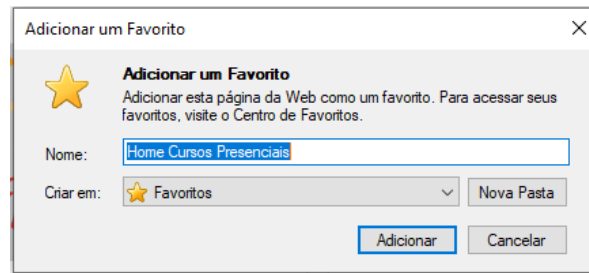 Adicionar um Favorito
Adicionar um Favorito
Adicionar esta página da Web como um favorito. Para acessar seus
favoritos, visite o Centro de Favoritos.
Nome: Home Cursos Presenciais
Criar em: Favoritos Nova Pasta
Adicionar Cancelar